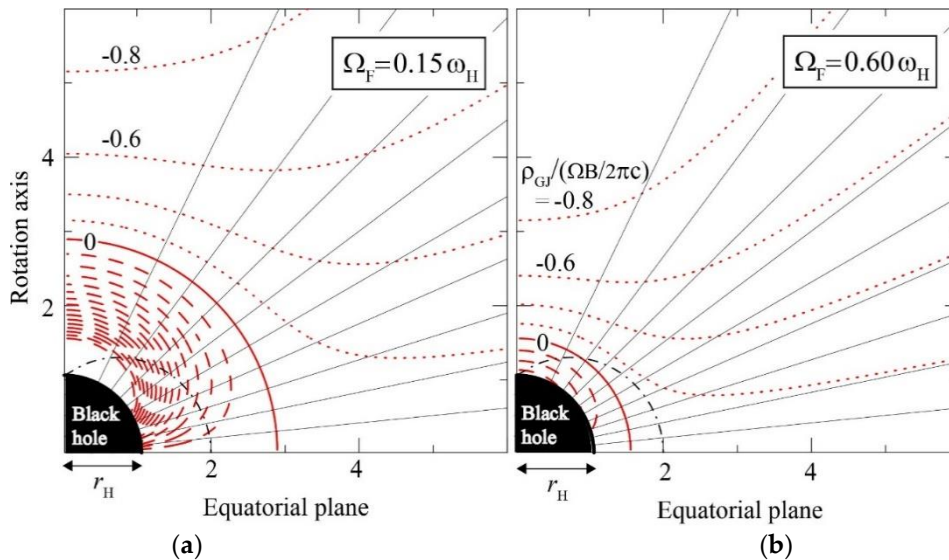 -0.8
Ω_F=0.15 ω_H
-0.6
4
0
2
Rotation axis
Black
hole
r_H
2
4
Equatorial plane
(a)
Ω_F=0.60 ω_H
ρ_GJ/(ΩB/2πc)
= -0.8
-0.6
0
Black
hole
r_H
2
4
Equatorial plane
(b)